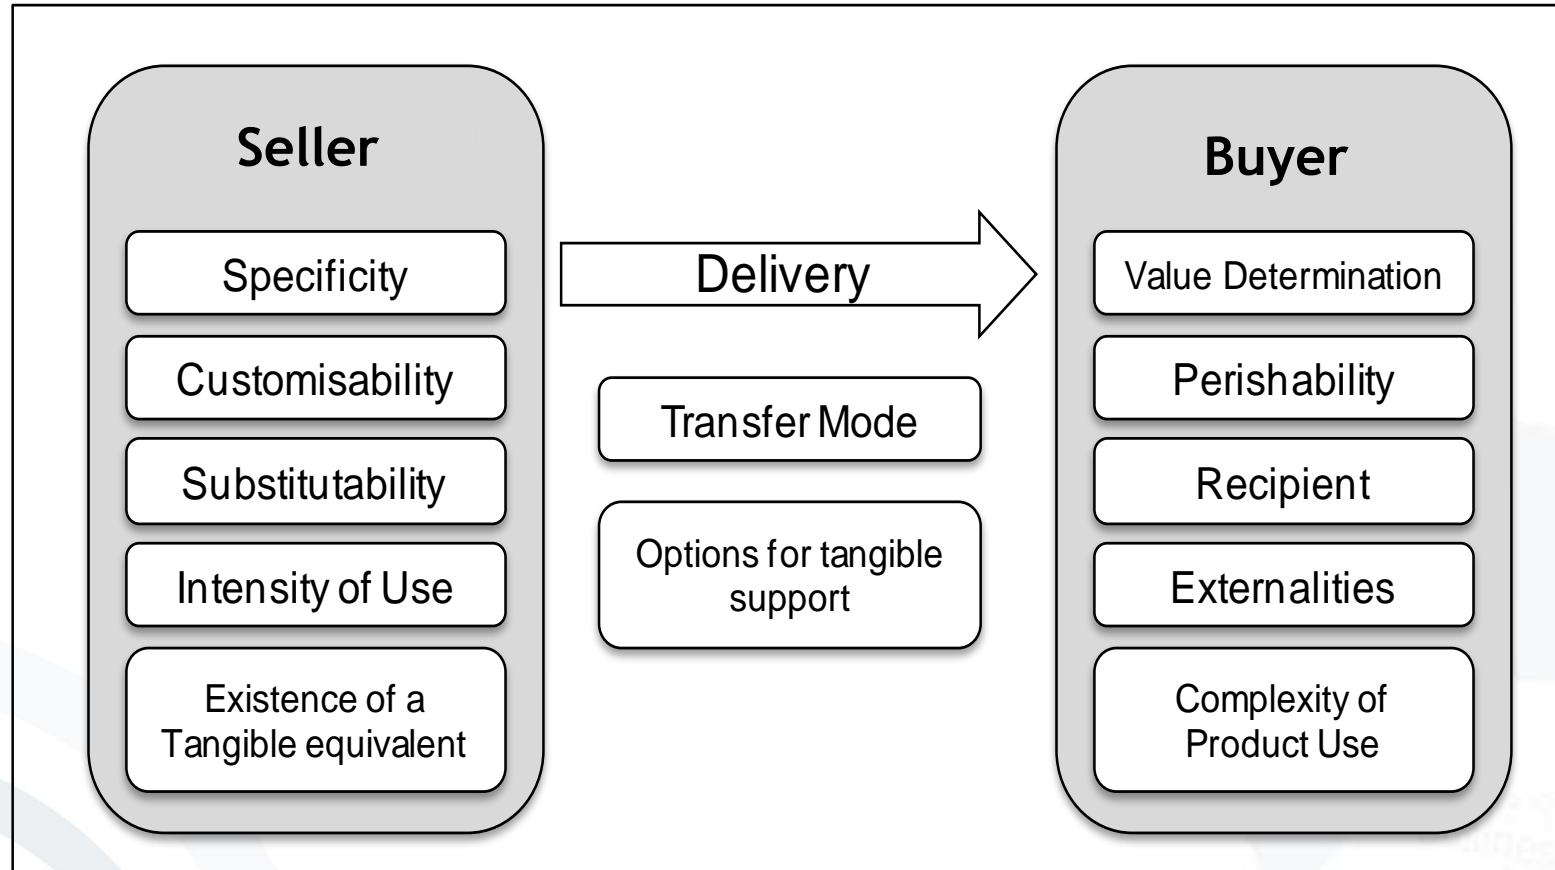 Seller
Specificity
Customisability
Substitutability
Intensity of Use
Existence of a
Tangible equivalent
Delivery
Transfer Mode
Options for tangible
support
Buyer
Value Determination
Perishability
Recipient
Externalities
Complexity of
Product Use